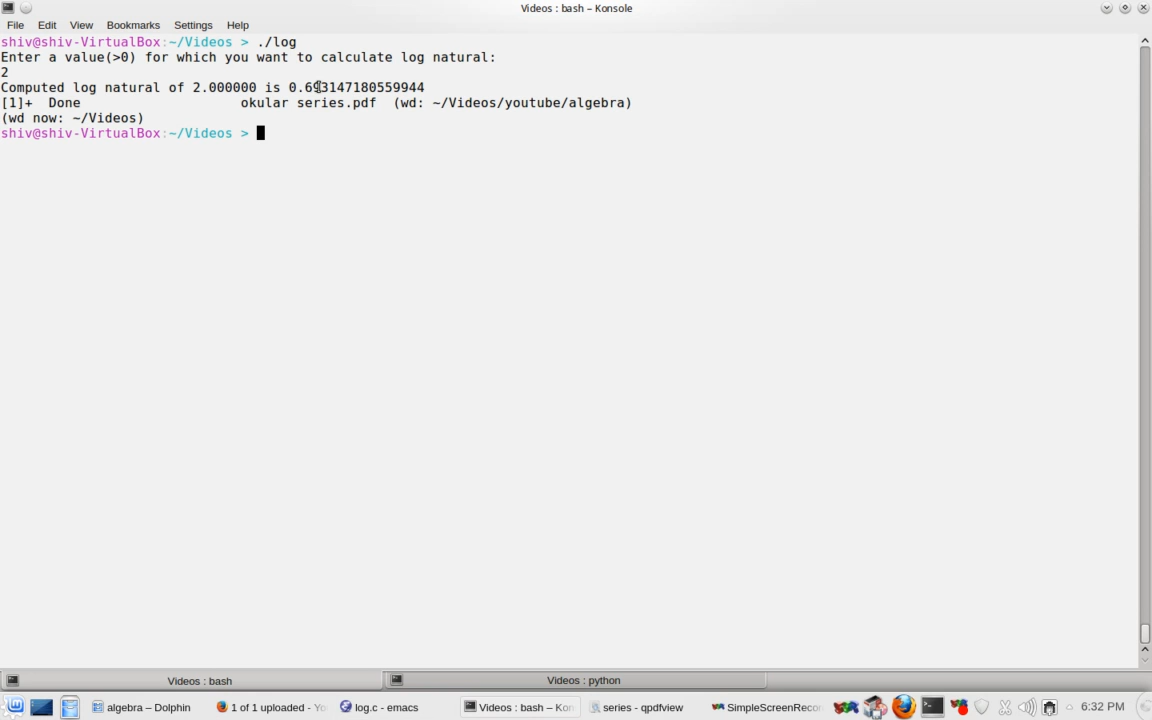 Videos : bash – Konsole
File Edit View Bookmarks Settings Help
shiv@shiv-VirtualBox:~/Videos > ./log
Enter a value(>0) for which you want to calculate log natural:
2
Computed log natural of 2.000000 is 0.693147180559944
[1]+  Done                    okular series.pdf  (wd: ~/Videos/youtube/algebra)
(wd now: ~/Videos)
shiv@shiv-VirtualBox:~/Videos >
Videos : bash Videos : python
algebra – Dolphin 1 of 1 uploaded - Yo log.c - emacs Videos : bash – Kon series - qpdfview SimpleScreenRecor 6:32 PM